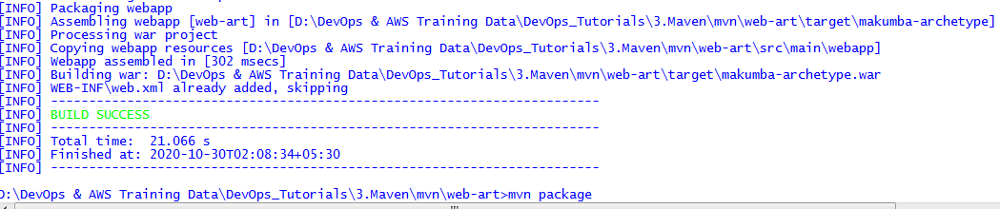 [INFO] Packaging webapp
[INFO] Assembling webapp [web-art] in [D:\DevOps & AWS Training Data\DevOps_Tutorials\3.Maven\mvn\web-art\target\makumba-archetype]
[INFO] Processing war project
[INFO] Copying webapp resources [D:\DevOps & AWS Training Data\DevOps_Tutorials\3.Maven\mvn\web-art\src\main\webapp]
[INFO] Webapp assembled in [302 msecs]
[INFO] Building war: D:\DevOps & AWS Training Data\DevOps_Tutorials\3.Maven\mvn\web-art\target\makumba-archetype.war
[INFO] WEB-INF\web.xml already added, skipping
[INFO] ------------------------------------------------------------------------
[INFO] BUILD SUCCESS
[INFO] ------------------------------------------------------------------------
[INFO] Total time:  21.066 s
[INFO] Finished at: 2020-10-30T02:08:34+05:30
[INFO] ------------------------------------------------------------------------
D:\DevOps & AWS Training Data\DevOps_Tutorials\3.Maven\mvn\web-art>mvn package